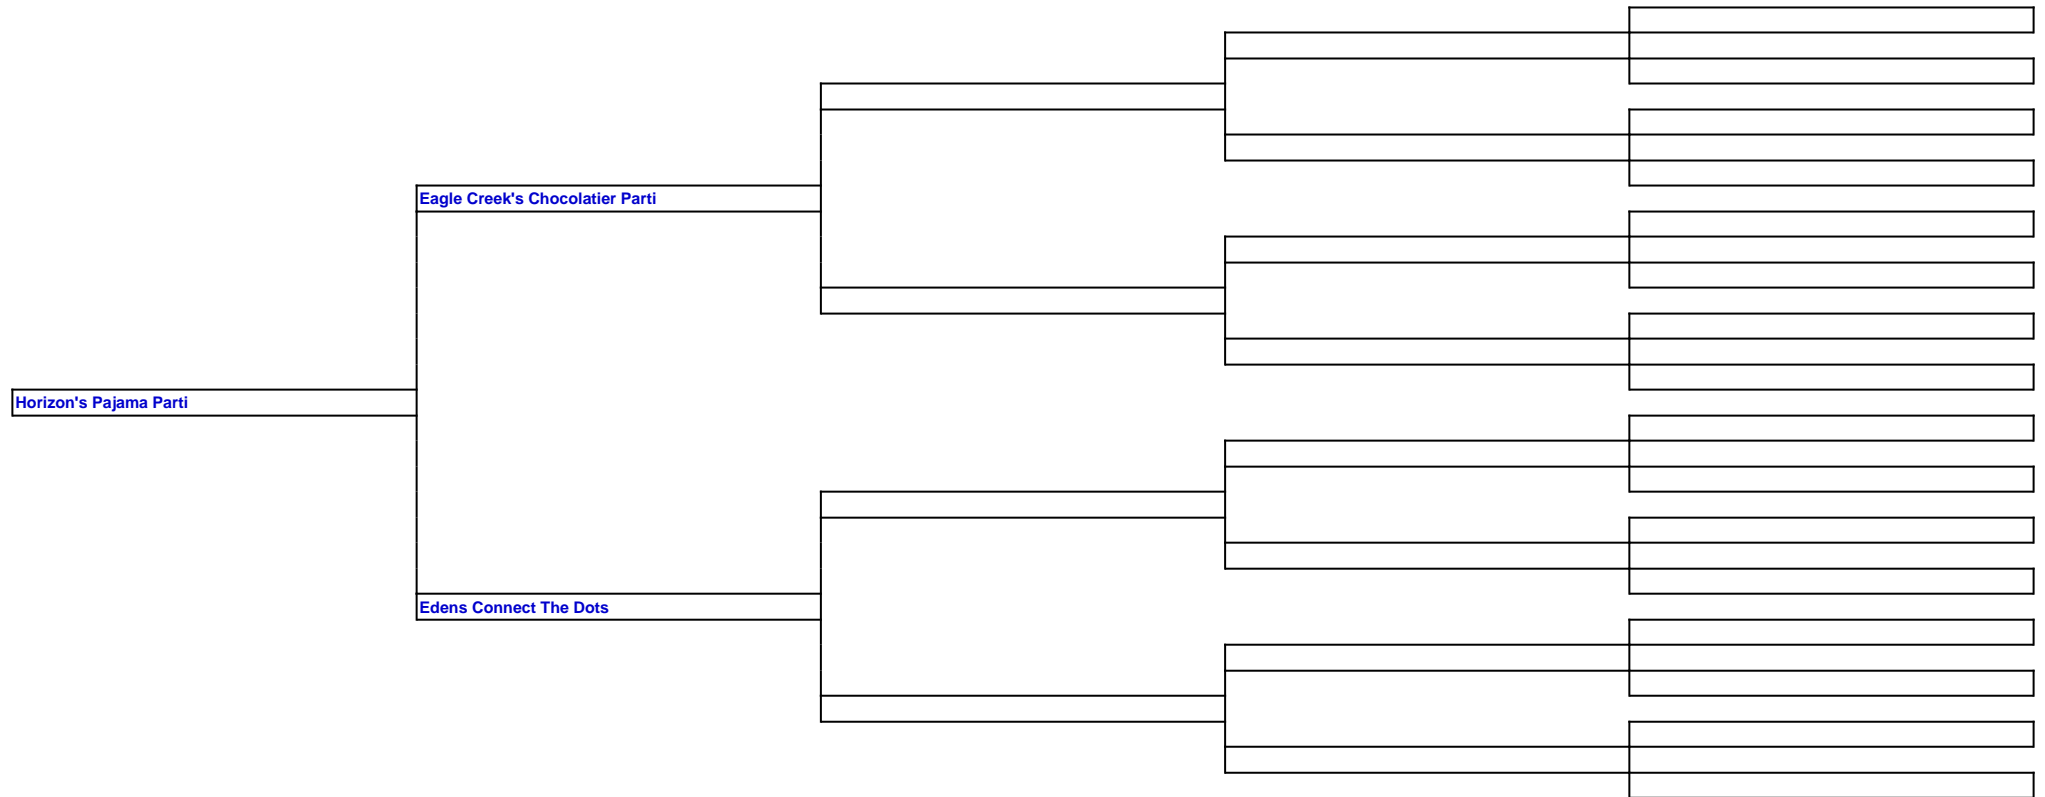 Eagle Creek's Chocolatier Parti
Horizon's Pajama Parti
Edens Connect The Dots